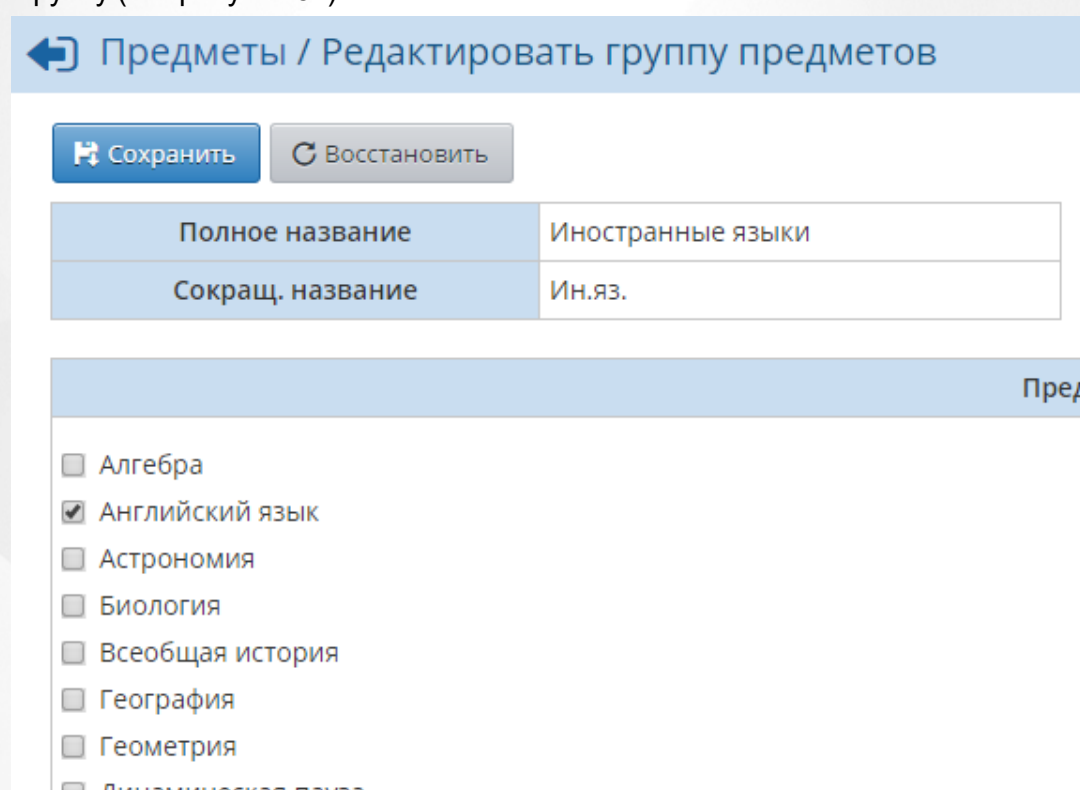 Предметы / Редактировать группу предметов
Сохранить
Восстановить
Полное название
Иностранные языки
Сокращ. название
Ин.яз.
Алгебра
Английский язык
Астрономия
Биология
Всеобщая история
География
Геометрия